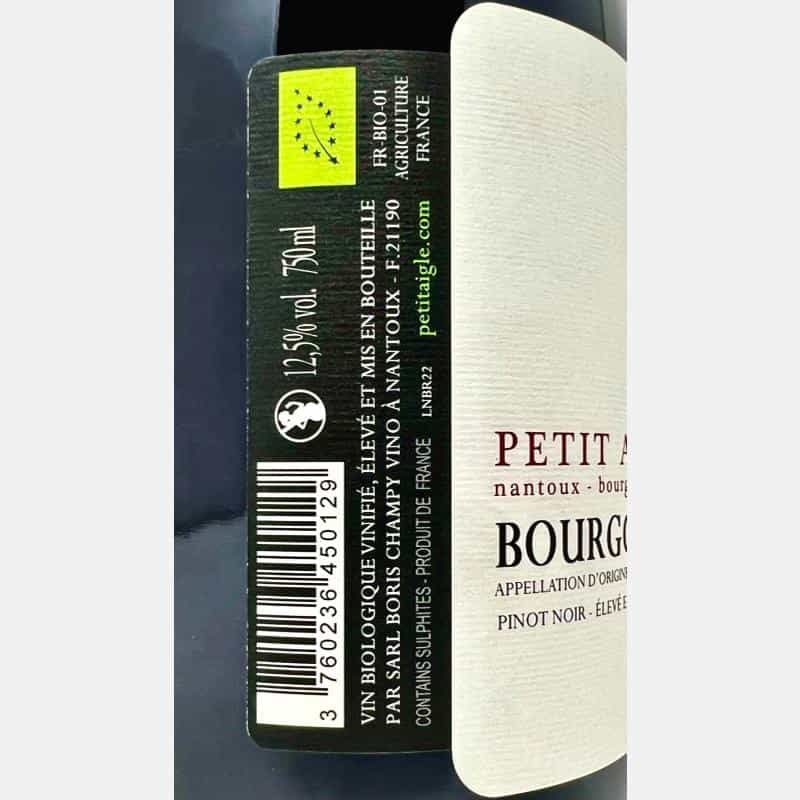 FR-BIO-01
AGRICULTURE
FRANCE
12,5% vol. 750ml
VIN BIOLOGIQUE VINIFIÉ, ÉLEVÉ ET MIS EN BOUTEILLE
PAR SARL BORIS CHAMPY VINO À NANTOUX - F.21190
CONTAINS SULPHITES - PRODUIT DE FRANCE LNBR22 petitaigle.com
3 760236 450129
PETIT A
nantoux - bourg
BOURGO
APPELLATION D'ORIGINE
PINOT NOIR - ÉLEVÉ E